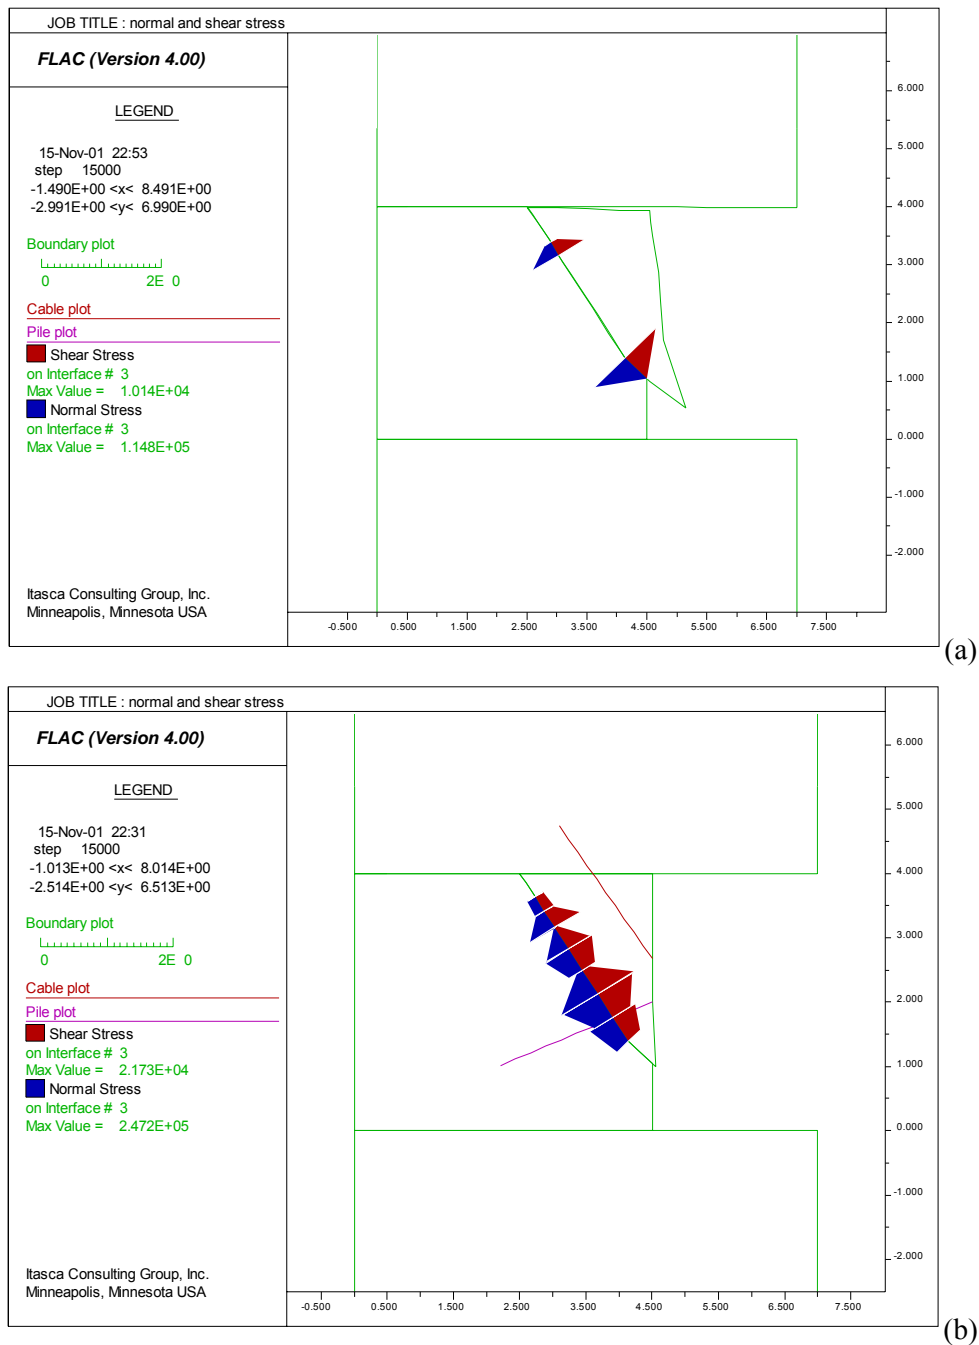 JOB TITLE : normal and shear stress
FLAC (Version 4.00)
LEGEND
15-Nov-01 22:53
step 15000
-1.490E+00 <x< 8.491E+00
-2.991E+00 <y< 6.990E+00
Boundary plot
0 2E 0
Cable plot
Pile plot
Shear Stress
on Interface # 3
Max Value = 1.014E+04
Normal Stress
on Interface # 3
Max Value = 1.148E+05
Itasca Consulting Group, Inc.
Minneapolis, Minnesota USA
6.000
5.000
4.000
3.000
2.000
1.000
0.000
-1.000
-2.000
-0.500 0.500 1.500 2.500 3.500 4.500 5.500 6.500 7.500
(a)
JOB TITLE : normal and shear stress
FLAC (Version 4.00)
LEGEND
15-Nov-01 22:31
step 15000
-1.013E+00 <x< 8.014E+00
-2.514E+00 <y< 6.513E+00
Boundary plot
0 2E 0
Cable plot
Pile plot
Shear Stress
on Interface # 3
Max Value = 2.173E+04
Normal Stress
on Interface # 3
Max Value = 2.472E+05
Itasca Consulting Group, Inc.
Minneapolis, Minnesota USA
6.000
5.000
4.000
3.000
2.000
1.000
0.000
-1.000
-2.000
-0.500 0.500 1.500 2.500 3.500 4.500 5.500 6.500 7.500
(b)